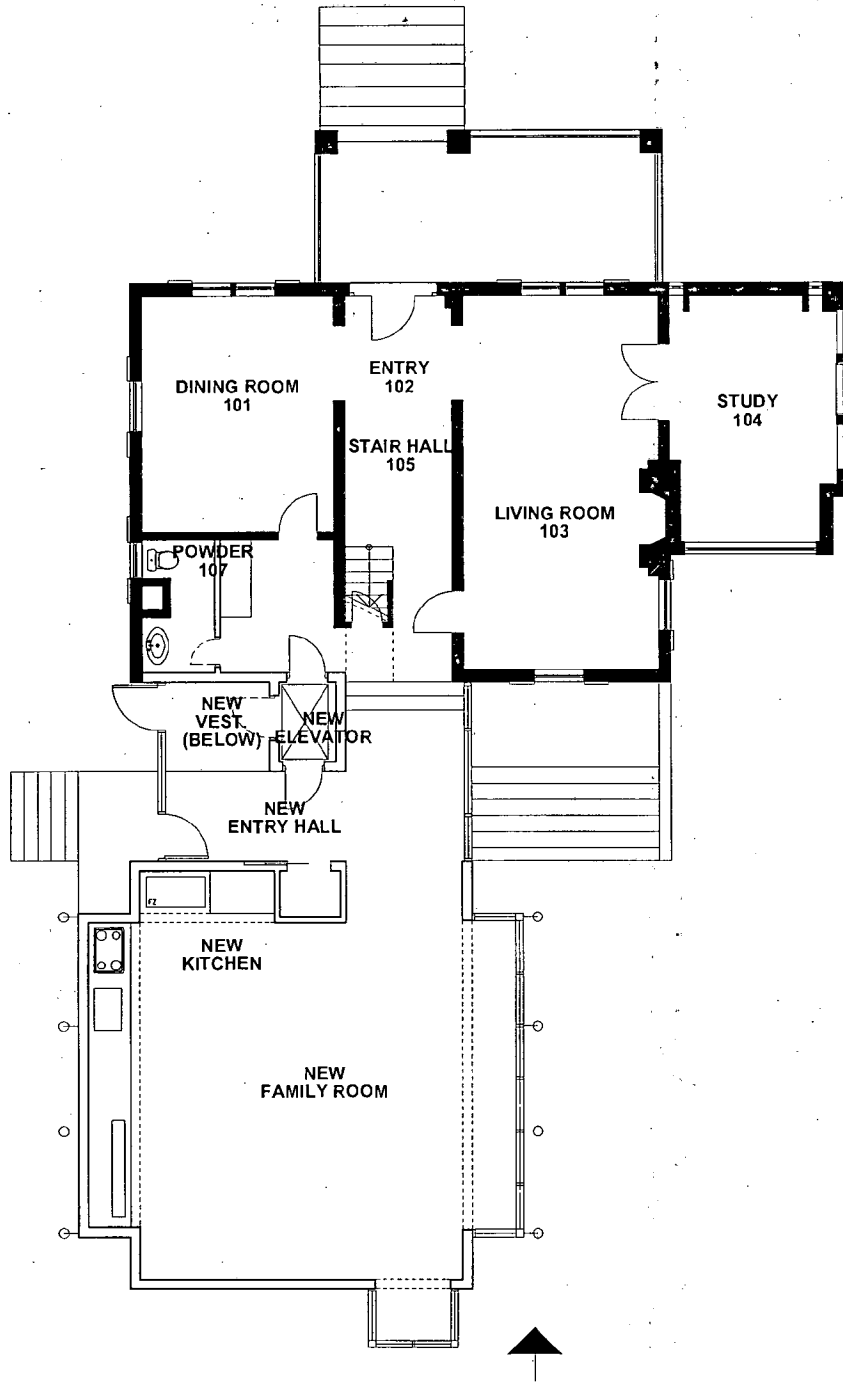 ENTRY
102
DINING ROOM
101
STUDY
104
STAIR HALL
105
LIVING ROOM
103
POWDER
107
NEW
VEST
(BELOW)
NEW
ELEVATOR
NEW
ENTRY HALL
FZ
NEW
KITCHEN
NEW
FAMILY ROOM